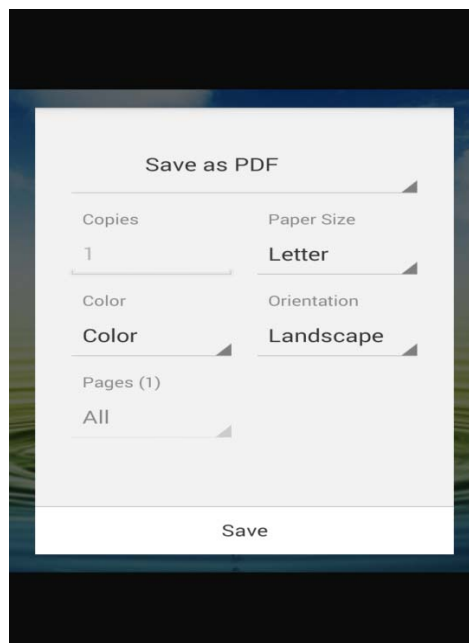 Save as PDF
Copies Paper Size
1 Letter
Color Orientation
Color Landscape
Pages (1)
All
Save